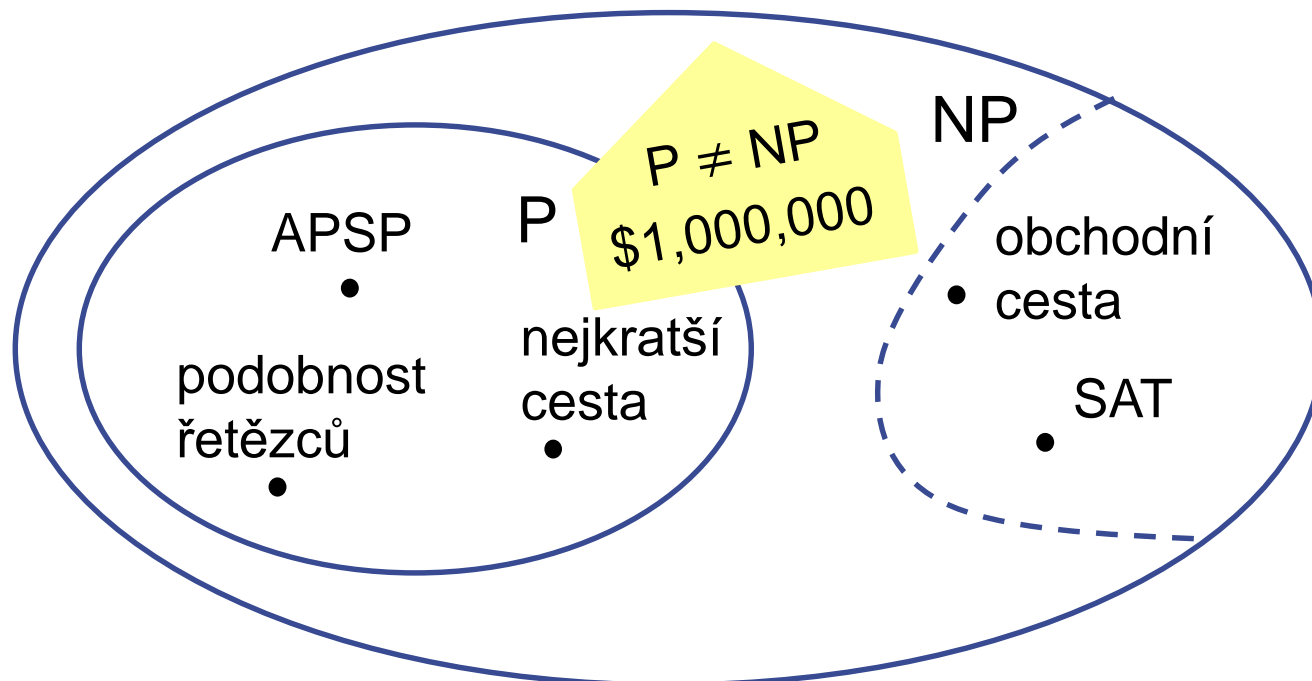 NP
P ≠ NP
$1,000,000
P
APSP
obchodní
cesta
nejkratší
cesta
podobnost
řetězců
SAT